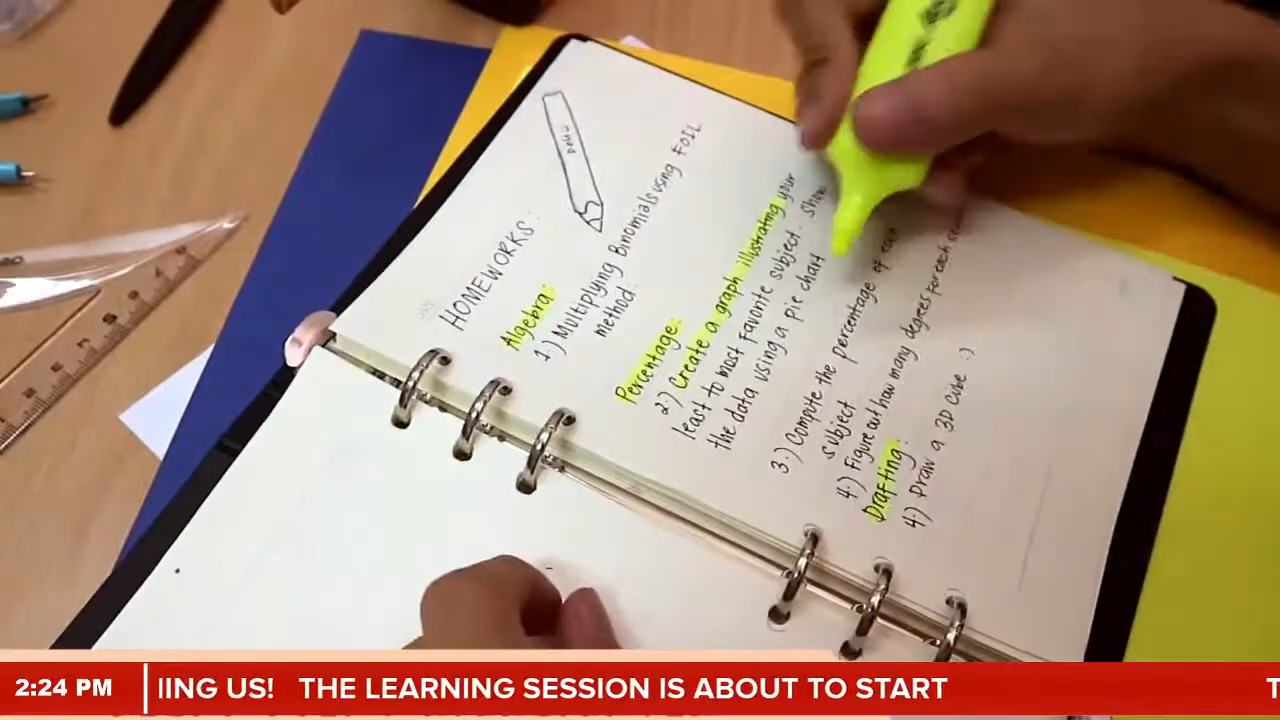 HOMEWORKS:
Algebra:
1.) Multiplying Binomials using FOIL
method.
Percentage:
2.) Create a graph illustrating your
least to most favorite subject. Show
the data using a pie chart
3.) Compute the percentage of each
subject
4.) Figure out how many degrees for each
Drafting:
4.) Draw a 3D Cube :)
2:24 PM
IING US! THE LEARNING SESSION IS ABOUT TO START T